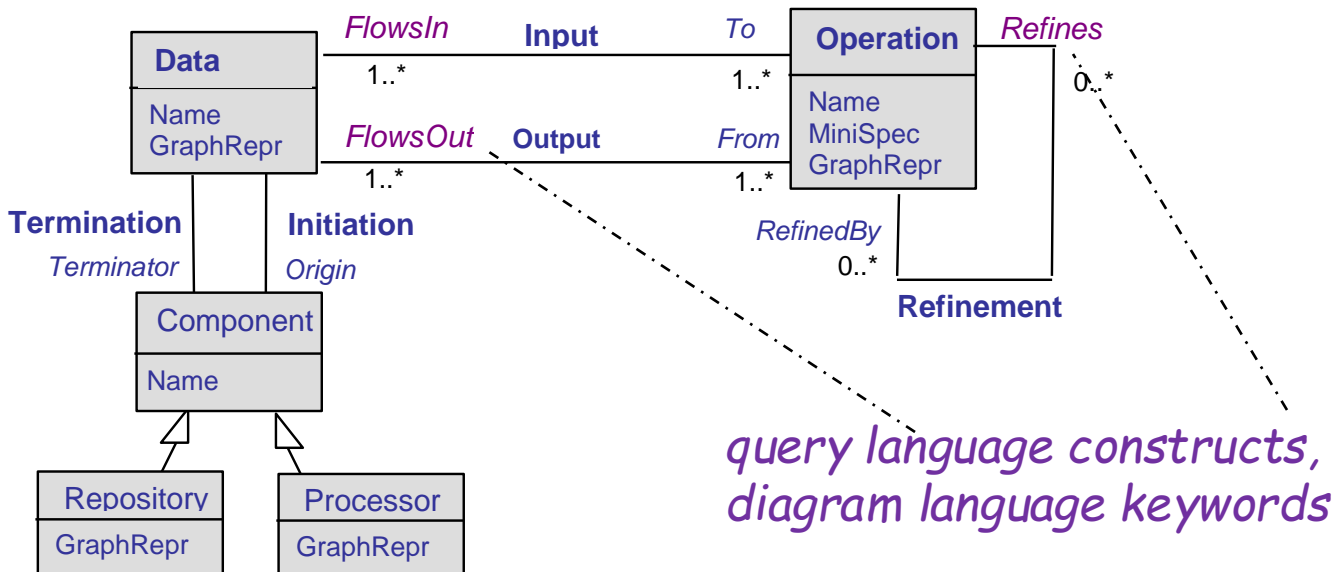 FlowsIn Input To Operation Refines
Data
1..* 1..* 0..*
Name
GraphRepr
Name
MiniSpec
GraphRepr
FlowsOut Output From
1..* 1..*
Termination Initiation
Terminator Origin
RefinedBy
0..*
Refinement
Component
Name
Repository Processor
GraphRepr GraphRepr
query language constructs,
diagram language keywords